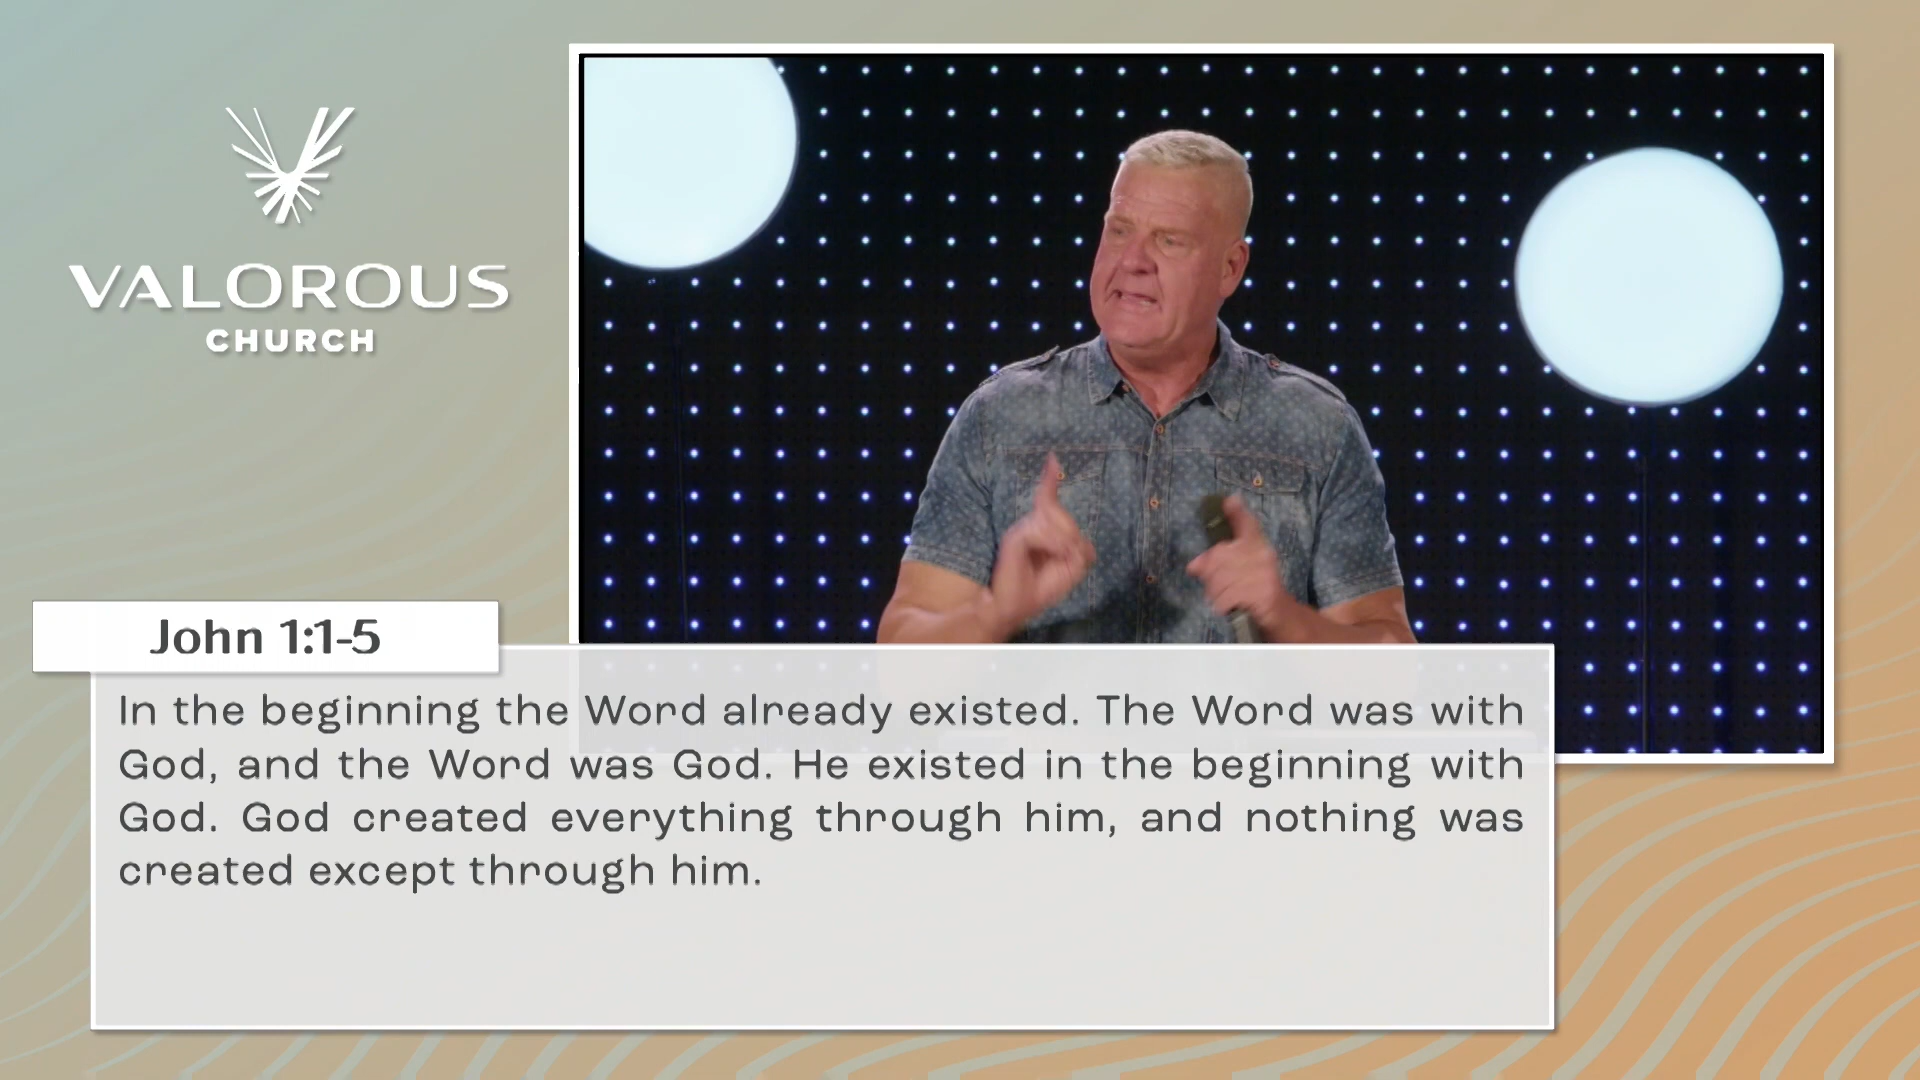 VALOROUS
CHURCH
John 1:1-5
In the beginning the Word already existed. The Word was with
God, and the Word was God. He existed in the beginning with
God. God created everything through him, and nothing was
created except through him.